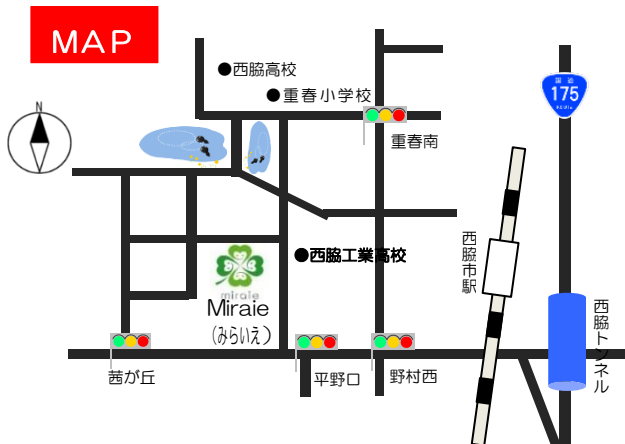 MAP
N
●西脇高校
●重春小学校
国道
175
ROUTE
重春南
西脇市駅
●西脇工業高校
miraie
Miraie
(みらいえ)
西脇トンネル
茜が丘
平野口
野村西